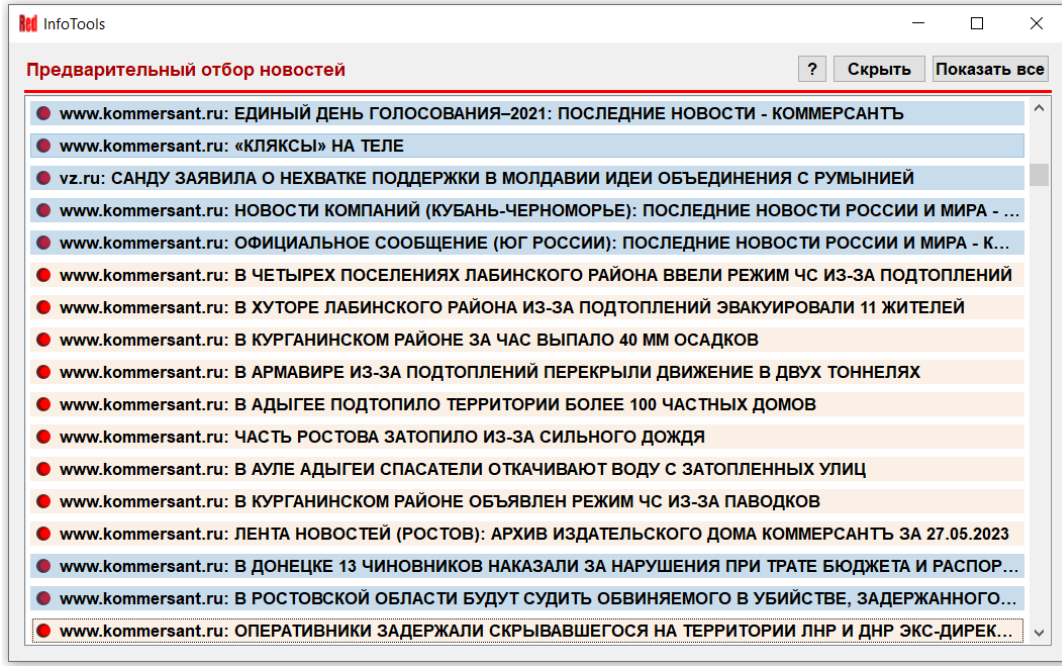 Red InfoTools
Предварительный отбор новостей
? Скрыть Показать все
www.kommersant.ru: ЕДИНЫЙ ДЕНЬ ГОЛОСОВАНИЯ–2021: ПОСЛЕДНИЕ НОВОСТИ - КОММЕРСАНТЪ
www.kommersant.ru: «КЛЯКСЫ» НА ТЕЛЕ
vz.ru: САНДУ ЗАЯВИЛА О НЕХВАТКЕ ПОДДЕРЖКИ В МОЛДАВИИ ИДЕИ ОБЪЕДИНЕНИЯ С РУМЫНИЕЙ
www.kommersant.ru: НОВОСТИ КОМПАНИЙ (КУБАНЬ-ЧЕРНОМОРЬЕ): ПОСЛЕДНИЕ НОВОСТИ РОССИИ И МИРА - ...
www.kommersant.ru: ОФИЦИАЛЬНОЕ СООБЩЕНИЕ (ЮГ РОССИИ): ПОСЛЕДНИЕ НОВОСТИ РОССИИ И МИРА - К...
www.kommersant.ru: В ЧЕТЫРЕХ ПОСЕЛЕНИЯХ ЛАБИНСКОГО РАЙОНА ВВЕЛИ РЕЖИМ ЧС ИЗ-ЗА ПОДТОПЛЕНИЙ
www.kommersant.ru: В ХУТОРЕ ЛАБИНСКОГО РАЙОНА ИЗ-ЗА ПОДТОПЛЕНИЙ ЭВАКУИРОВАЛИ 11 ЖИТЕЛЕЙ
www.kommersant.ru: В КУРГАНИНСКОМ РАЙОНЕ ЗА ЧАС ВЫПАЛО 40 ММ ОСАДКОВ
www.kommersant.ru: В АРМАВИРЕ ИЗ-ЗА ПОДТОПЛЕНИЙ ПЕРЕКРЫЛИ ДВИЖЕНИЕ В ДВУХ ТОННЕЛЯХ
www.kommersant.ru: В АДЫГЕЕ ПОДТОПИЛО ТЕРРИТОРИИ БОЛЕЕ 100 ЧАСТНЫХ ДОМОВ
www.kommersant.ru: ЧАСТЬ РОСТОВА ЗАТОПИЛО ИЗ-ЗА СИЛЬНОГО ДОЖДЯ
www.kommersant.ru: В АУЛЕ АДЫГЕИ СПАСАТЕЛИ ОТКАЧИВАЮТ ВОДУ С ЗАТОПЛЕННЫХ УЛИЦ
www.kommersant.ru: В КУРГАНИНСКОМ РАЙОНЕ ОБЪЯВЛЕН РЕЖИМ ЧС ИЗ-ЗА ПАВОДКОВ
www.kommersant.ru: ЛЕНТА НОВОСТЕЙ (РОСТОВ): АРХИВ ИЗДАТЕЛЬСКОГО ДОМА КОММЕРСАНТЪ ЗА 27.05.2023
www.kommersant.ru: В ДОНЕЦКЕ 13 ЧИНОВНИКОВ НАКАЗАЛИ ЗА НАРУШЕНИЯ ПРИ ТРАТЕ БЮДЖЕТА И РАСПОР...
www.kommersant.ru: В РОСТОВСКОЙ ОБЛАСТИ БУДУТ СУДИТЬ ОБВИНЯЕМОГО В УБИЙСТВЕ, ЗАДЕРЖАННОГО...
www.kommersant.ru: ОПЕРАТИВНИКИ ЗАДЕРЖАЛИ СКРЫВАВШЕГОСЯ НА ТЕРРИТОРИИ ЛНР И ДНР ЭКС-ДИРЕК...